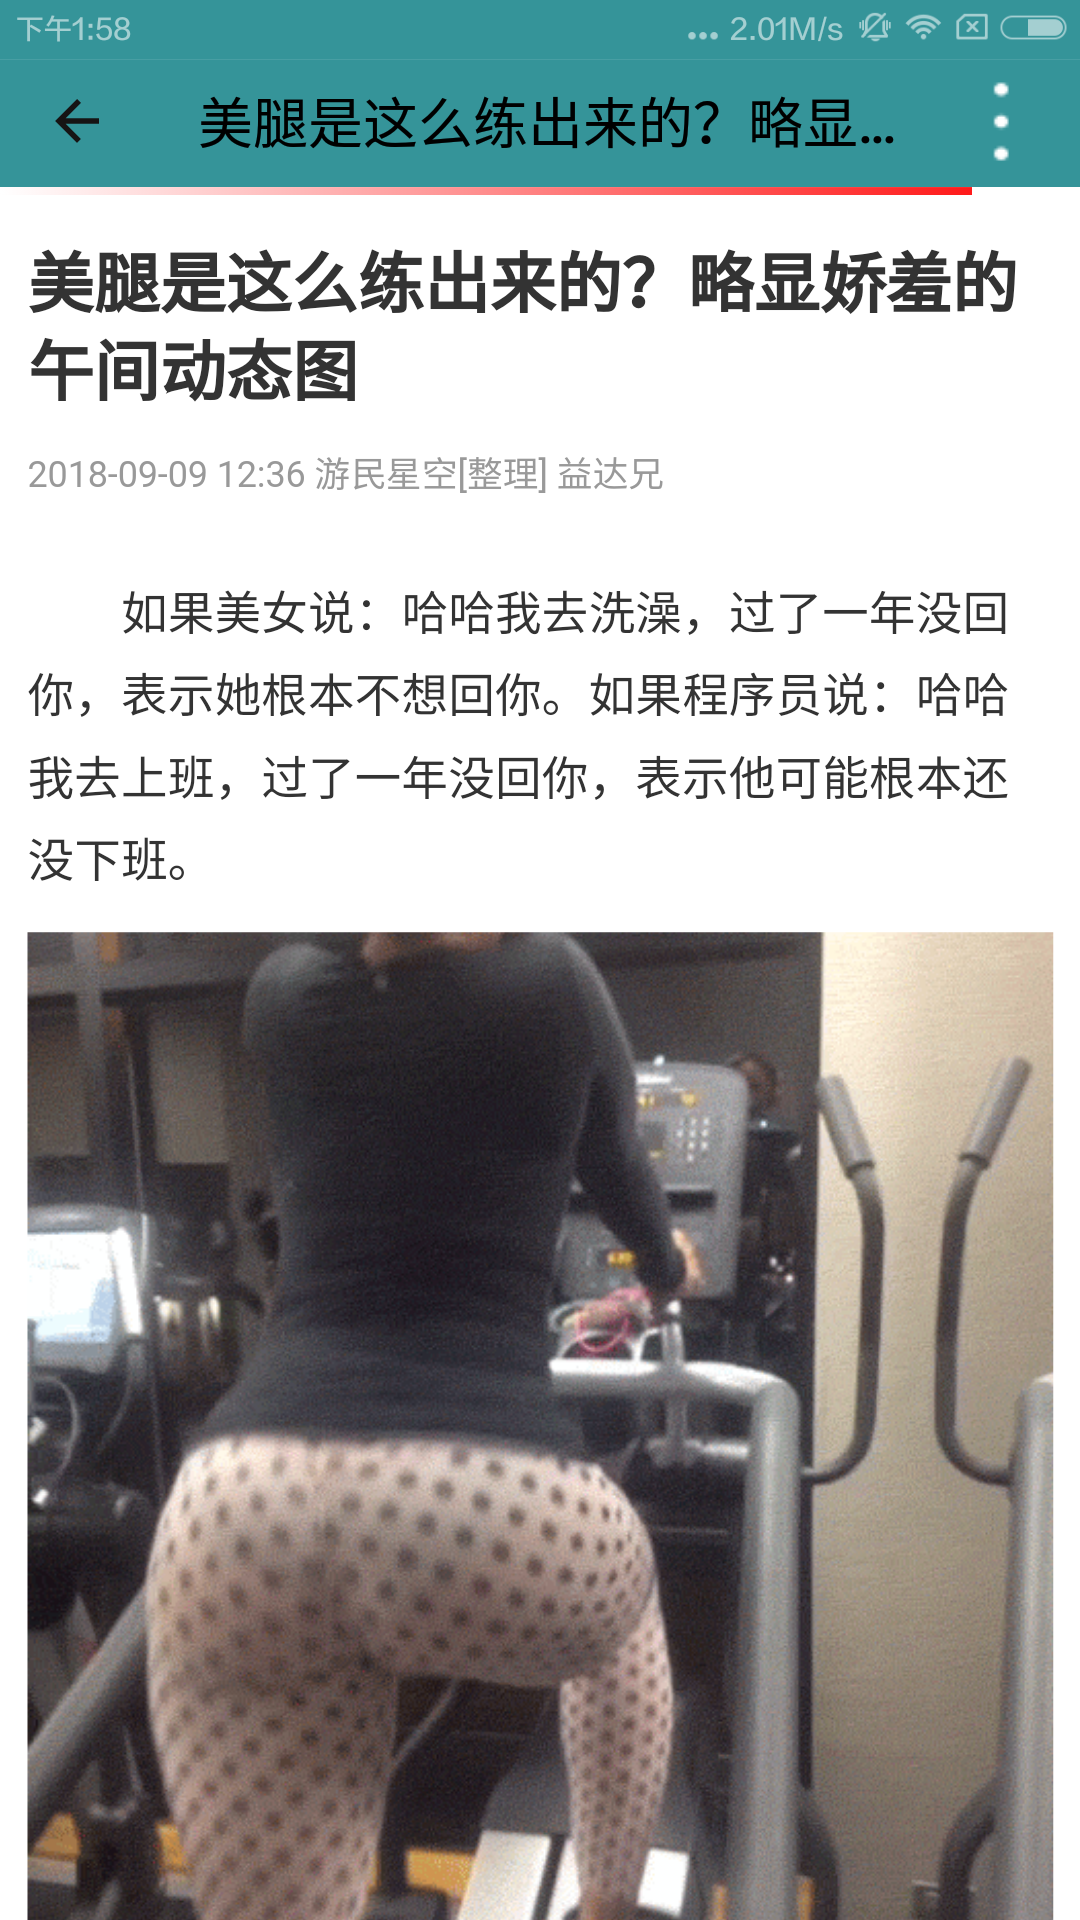 下午1:58
... 2.01M/s
美腿是这么练出来的？略显...
美腿是这么练出来的？略显娇羞的
午间动态图
2018-09-09 12:36 游民星空[整理] 益达兄
如果美女说：哈哈我去洗澡，过了一年没回
你，表示她根本不想回你。如果程序员说：哈哈
我去上班，过了一年没回你，表示他可能根本还
没下班。